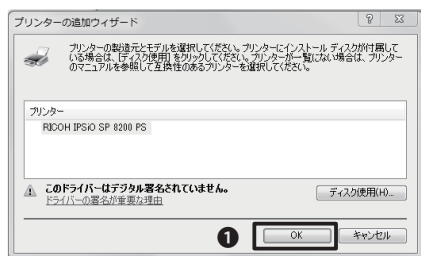 プリンターの追加ウィザード
プリンターの製造元とモデルを選択してください。プリンターにインストール ディスクが付属して
いる場合は、[ディスク使用] をクリックしてください。プリンターが一覧にない場合は、プリンター
のマニュアルを参照して互換性のあるプリンターを選択してください。
プリンター
RICOH IPSiO SP 8200 PS
このドライバーはデジタル署名されていません。
ドライバーの署名が重要な理由
ディスク使用(H)...
❶
OK
キャンセル